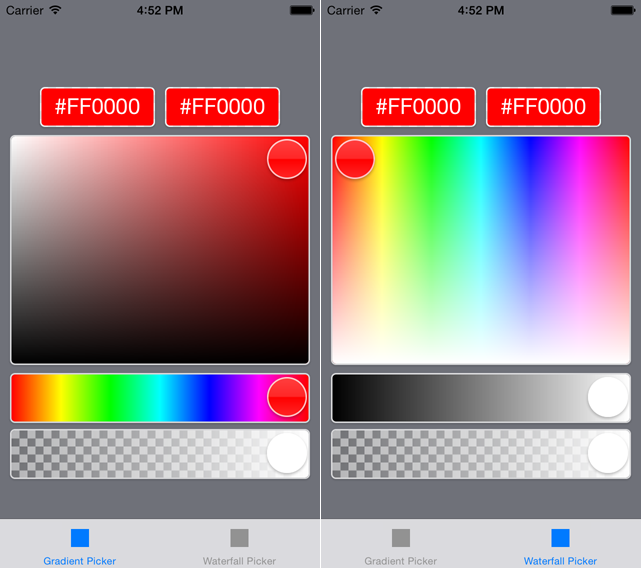 Carrier 4:52 PM
#FF0000 #FF0000
Gradient Picker Waterfall Picker
Carrier 4:52 PM
#FF0000 #FF0000
Gradient Picker Waterfall Picker